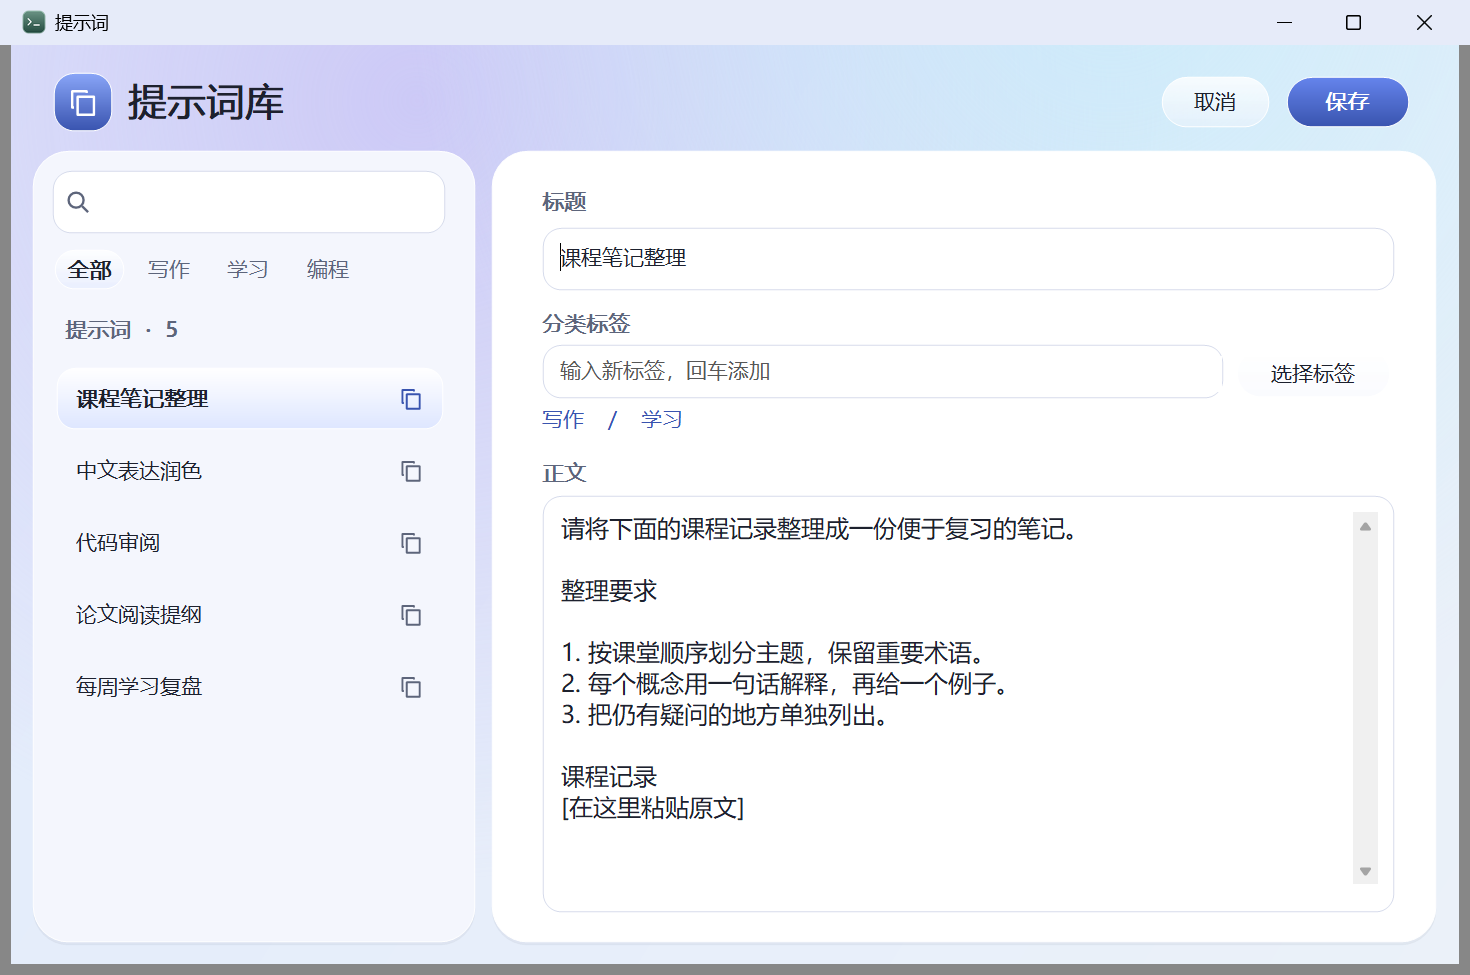 提示词
提示词库
取消
保存
全部 写作 学习 编程
提示词 · 5
课程笔记整理
中文表达润色
代码审阅
论文阅读提纲
每周学习复盘
标题
课程笔记整理
分类标签
输入新标签，回车添加
选择标签
写作 / 学习
正文
请将下面的课程记录整理成一份便于复习的笔记。
整理要求
1. 按课堂顺序划分主题，保留重要术语。
2. 每个概念用一句话解释，再给一个例子。
3. 把仍有疑问的地方单独列出。
课程记录
[在这里粘贴原文]